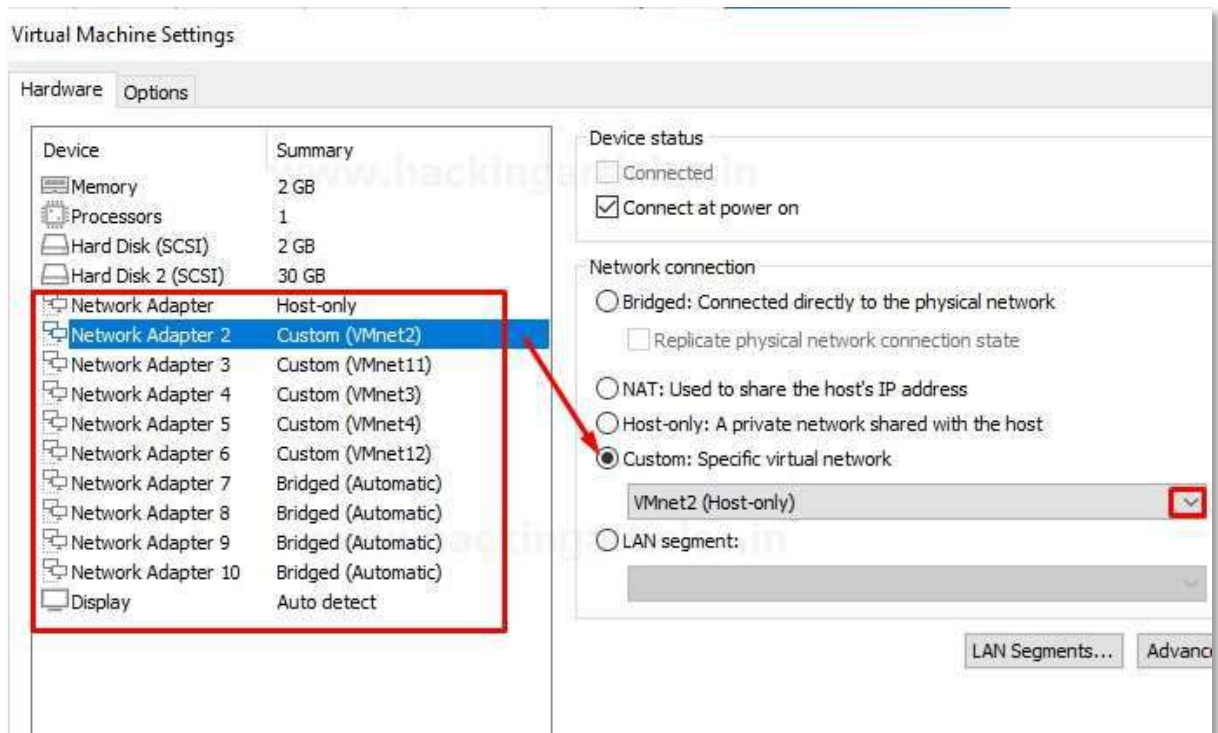 Virtual Machine Settings
Hardware Options
Device Summary
Memory 2 GB
Processors 1
Hard Disk (SCSI) 2 GB
Hard Disk 2 (SCSI) 30 GB
Network Adapter Host-only
Network Adapter 2 Custom (VMnet2)
Network Adapter 3 Custom (VMnet11)
Network Adapter 4 Custom (VMnet3)
Network Adapter 5 Custom (VMnet4)
Network Adapter 6 Custom (VMnet12)
Network Adapter 7 Bridged (Automatic)
Network Adapter 8 Bridged (Automatic)
Network Adapter 9 Bridged (Automatic)
Network Adapter 10 Bridged (Automatic)
Display Auto detect
Device status
Connected
Connect at power on
Network connection
Bridged: Connected directly to the physical network
Replicate physical network connection state
NAT: Used to share the host's IP address
Host-only: A private network shared with the host
Custom: Specific virtual network
VMnet2 (Host-only)
LAN segment:
LAN Segments... Advanc